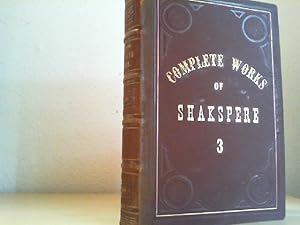 COMPLETE WORKS
OF
SHAKSPERE
3